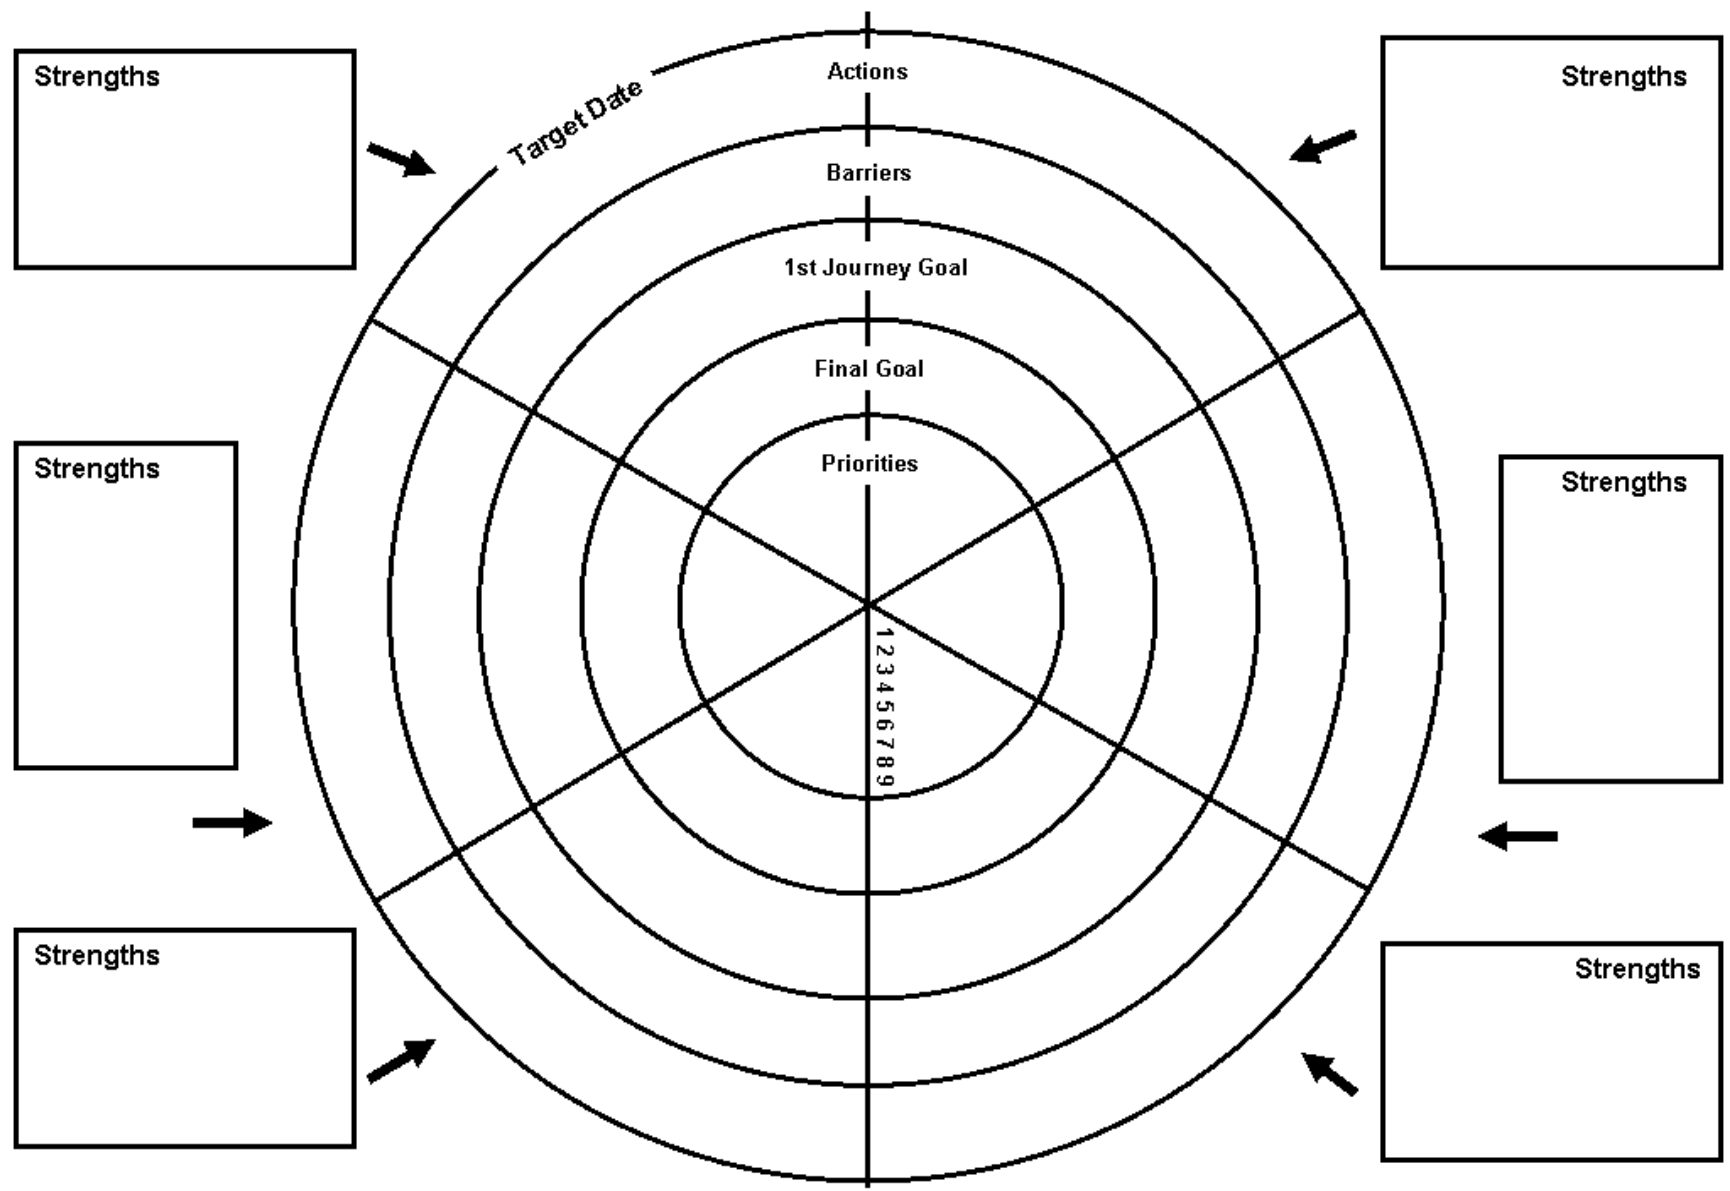 Strengths
Strengths
Target Date
Actions
Barriers
1st Journey Goal
Final Goal
Priorities
Strengths
Strengths
1 2 3 4 5 6 7 8 9
Strengths
Strengths